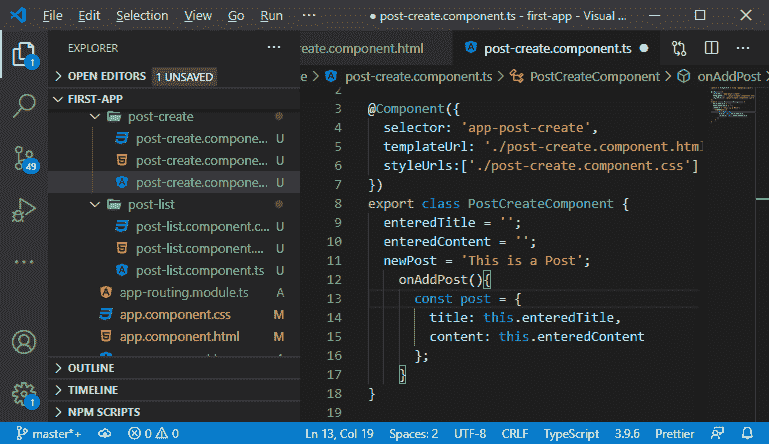 File Edit Selection View Go Run ··· ● post-create.component.ts - first-app - Visual ...
EXPLORER ···
OPEN EDITORS 1 UNSAVED
FIRST-APP
post-create
post-create.compone... U
post-create.compone... U
post-create.compone... U
post-list
post-list.component.c... U
post-list.component.... U
post-list.component.ts U
app-routing.module.ts A
app.component.css M
app.component.html M
OUTLINE
TIMELINE
NPM SCRIPTS
1
49
1
reate.component.html post-create.component.ts ●
e > post-create.component.ts > PostCreateComponent > onAddPost
2
3 @Component({
4 selector: 'app-post-create',
5 templateUrl: './post-create.component.html
6 styleUrls:['./post-create.component.css']
7 })
8 export class PostCreateComponent {
9 enteredTitle = '';
10 enteredContent = '';
11 newPost = 'This is a Post';
12 onAddPost(){
13 const post = {
14 title: this.enteredTitle,
15 content: this.enteredContent
16 };
17 }
18 }
19
master*+ 0 0 Ln 13, Col 19 Spaces: 2 UTF-8 CRLF TypeScript 3.9.6 Prettier